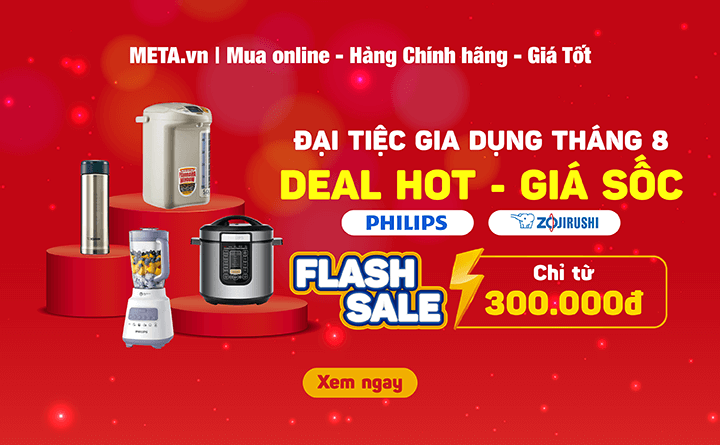 META.vn | Mua online - Hàng Chính hãng - Giá Tốt
ĐẠI TIỆC GIA DỤNG THÁNG 8
DEAL HOT - GIÁ SỐC
PHILIPS
ZOJIRUSHI
FLASH
SALE
Chỉ từ
300.000đ
PHILIPS
Xem ngay